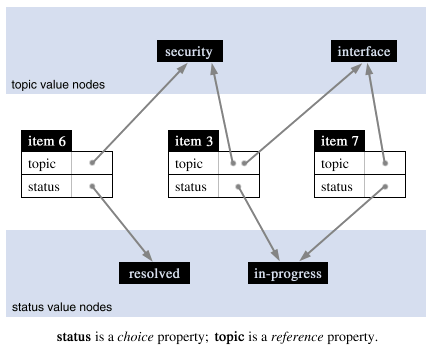 security
interface
topic value nodes
item 6
topic
status
item 3
topic
status
item 7
topic
status
resolved
in-progress
status value nodes
status is a choice property; topic is a reference property.